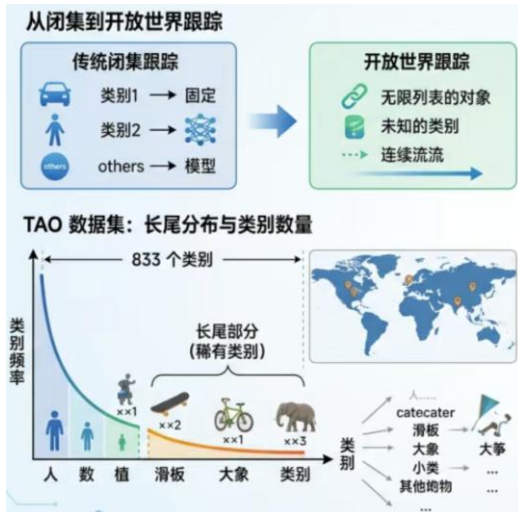 从闭集到开放世界跟踪
传统闭集跟踪
类别1 → 固定
类别2 →
others
others → 模型
开放世界跟踪
无限列表的对象
未知的类别
连续流流
TAO 数据集：长尾分布与类别数量
833 个类别
类别频率
长尾部分
(稀有类别)
××1
××2
××1
××3
人
数
植
滑板
大象
类别
类别
人……
catecater
滑板
大象
小类
其他
…
大筝
…
…